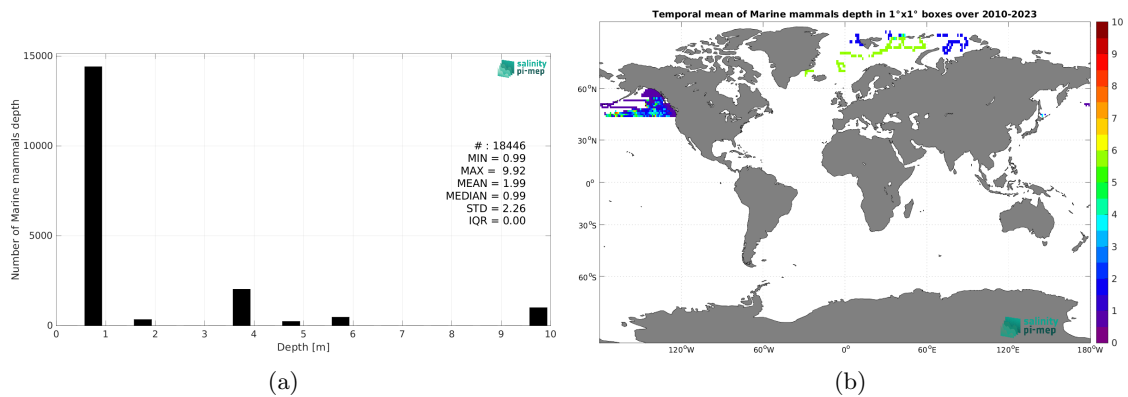 15000
10000
5000
0
Number of Marine mammals depth
salinity
pi-mep
# : 18446
MIN = 0.99
MAX = 9.92
MEAN = 1.99
MEDIAN = 0.99
STD = 2.26
IQR = 0.00
0 1 2 3 4 5 6 7 8 9 10
Depth [m]
(a)
Temporal mean of Marine mammals depth in 1°x1° boxes over 2010-2023
60°N
30°N
0°
30°S
60°S
120°W 60°W 0° 60°E 120°E 180°W
salinity
pi-mep
10
9
8
7
6
5
4
3
2
1
0
(b)